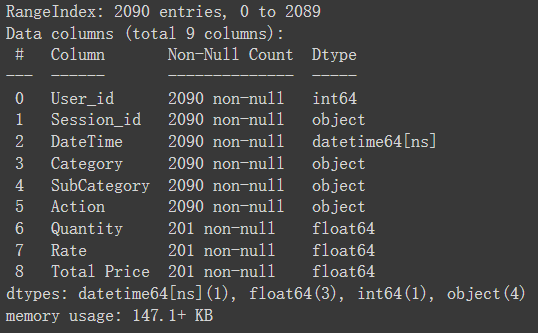 RangeIndex: 2090 entries, 0 to 2089
Data columns (total 9 columns):
 #   Column       Non-Null Count  Dtype
---  ------       --------------  -----
 0   User_id      2090 non-null   int64
 1   Session_id   2090 non-null   object
 2   DateTime     2090 non-null   datetime64[ns]
 3   Category     2090 non-null   object
 4   SubCategory  2090 non-null   object
 5   Action       2090 non-null   object
 6   Quantity     201 non-null    float64
 7   Rate         201 non-null    float64
 8   Total Price  201 non-null    float64
dtypes: datetime64[ns](1), float64(3), int64(1), object(4)
memory usage: 147.1+ KB